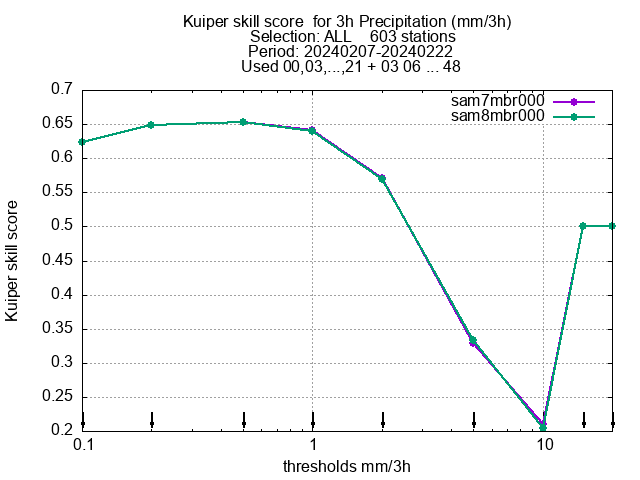 Kuiper skill score  for 3h Precipitation (mm/3h)
Selection: ALL    603 stations
Period: 20240207-20240222
Used 00,03,...,21 + 03 06 ... 48
sam7mbr000
sam8mbr000
0.7
0.65
0.6
0.55
0.5
0.45
0.4
0.35
0.3
0.25
0.2
Kuiper skill score
0.1 1 10
thresholds mm/3h